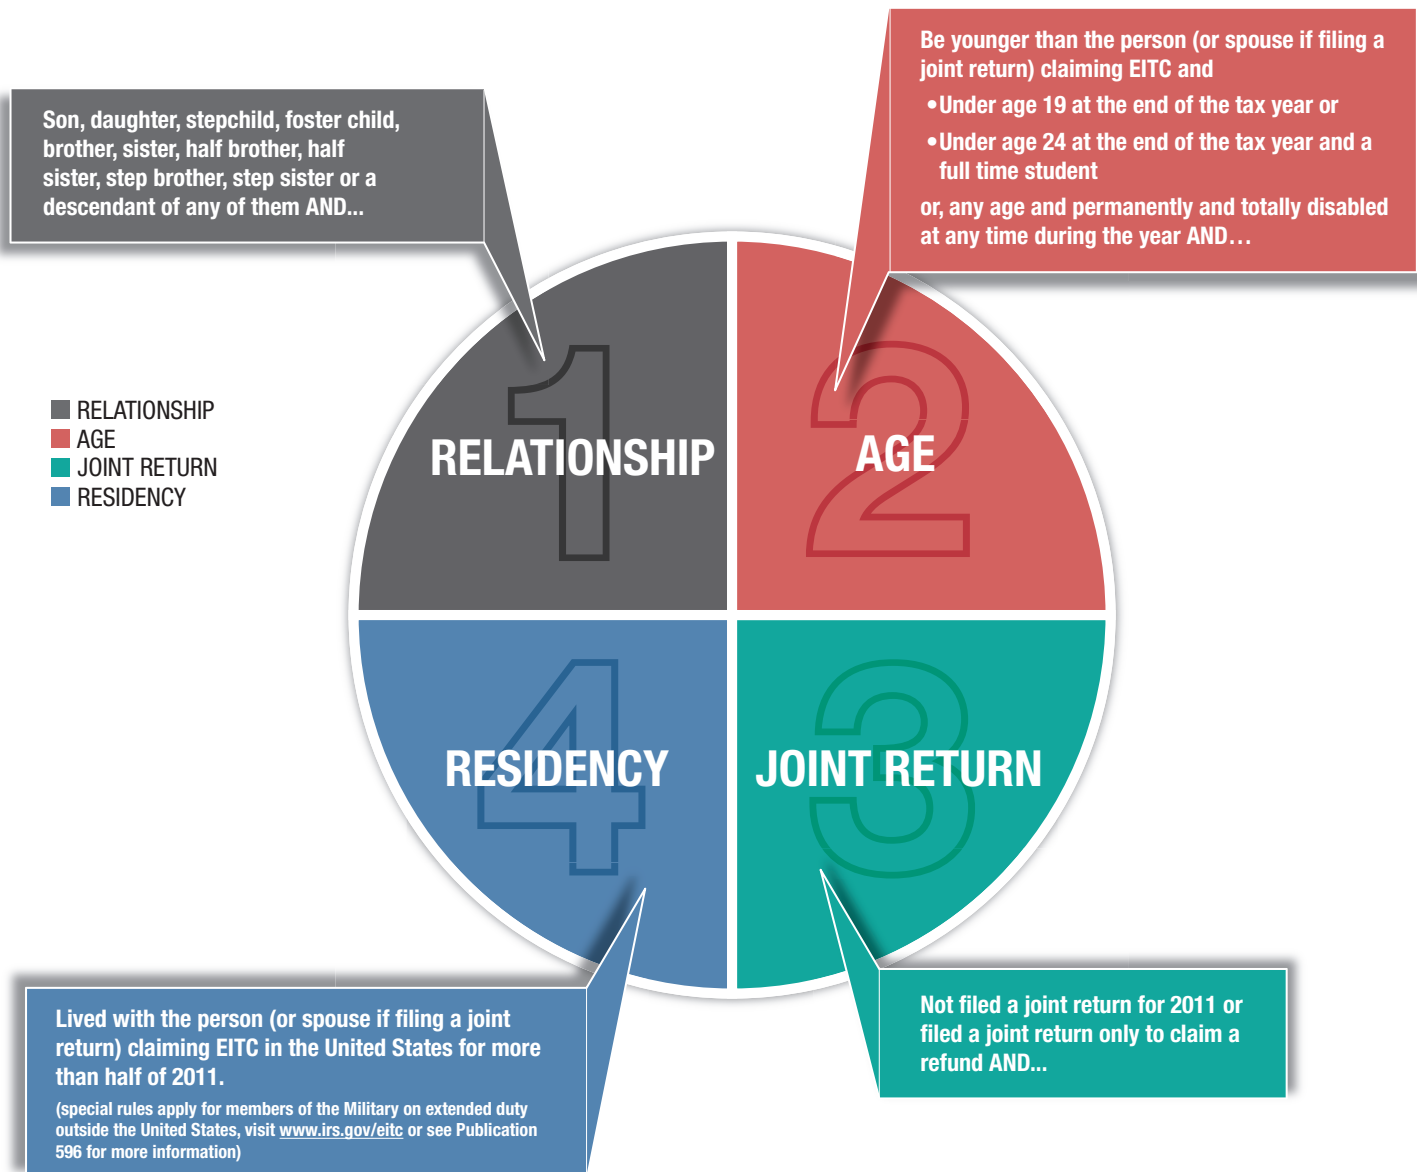 Son, daughter, stepchild, foster child,
brother, sister, half brother, half
sister, step brother, step sister or a
descendant of any of them AND...
Be younger than the person (or spouse if filing a
joint return) claiming EITC and
•Under age 19 at the end of the tax year or
•Under age 24 at the end of the tax year and a
full time student
or, any age and permanently and totally disabled
at any time during the year AND…
RELATIONSHIP
AGE
JOINT RETURN
RESIDENCY
1
RELATIONSHIP
2
AGE
4
RESIDENCY
3
JOINT RETURN
Lived with the person (or spouse if filing a joint
return) claiming EITC in the United States for more
than half of 2011.
(special rules apply for members of the Military on extended duty
outside the United States, visit www.irs.gov/eitc or see Publication
596 for more information)
Not filed a joint return for 2011 or
filed a joint return only to claim a
refund AND...